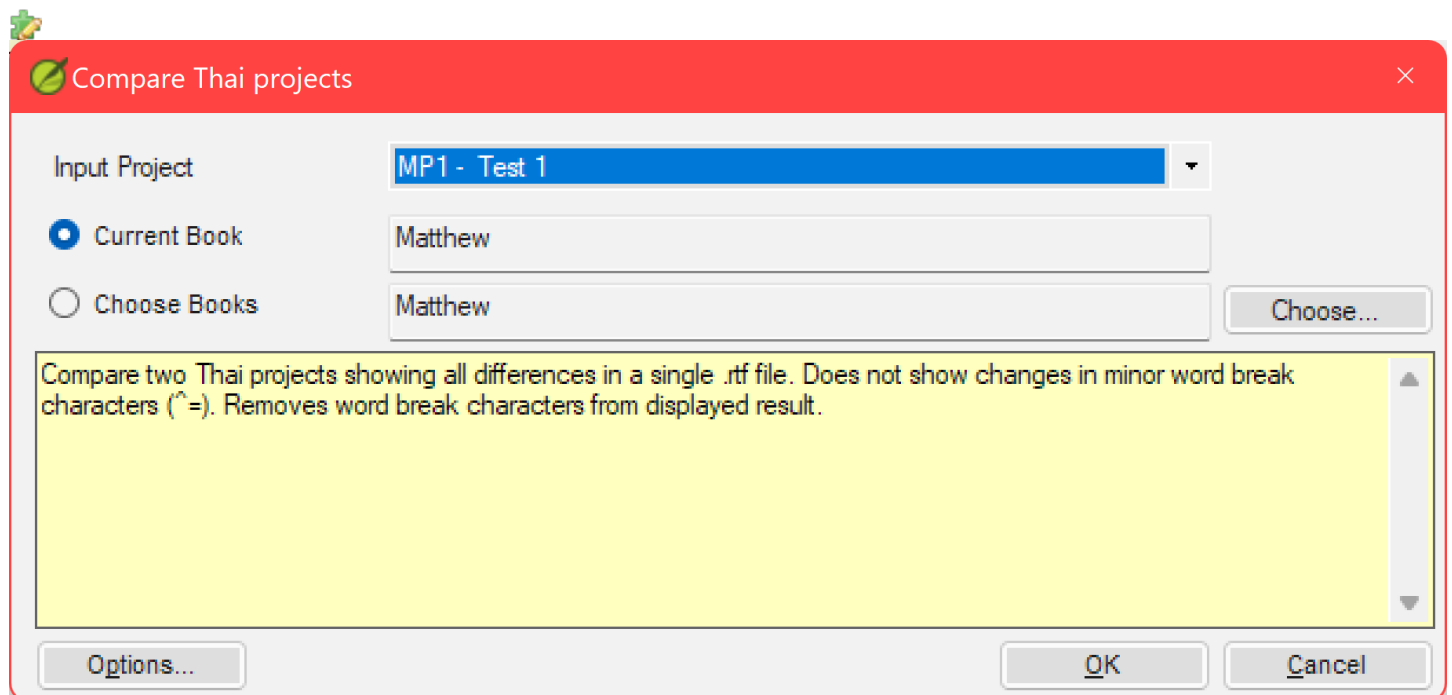 Compare Thai projects
Input Project
MP1 - Test 1
Current Book
Matthew
Choose Books
Matthew
Choose...
Compare two Thai projects showing all differences in a single .rtf file. Does not show changes in minor word break
characters (^=). Removes word break characters from displayed result.
Options...
OK
Cancel